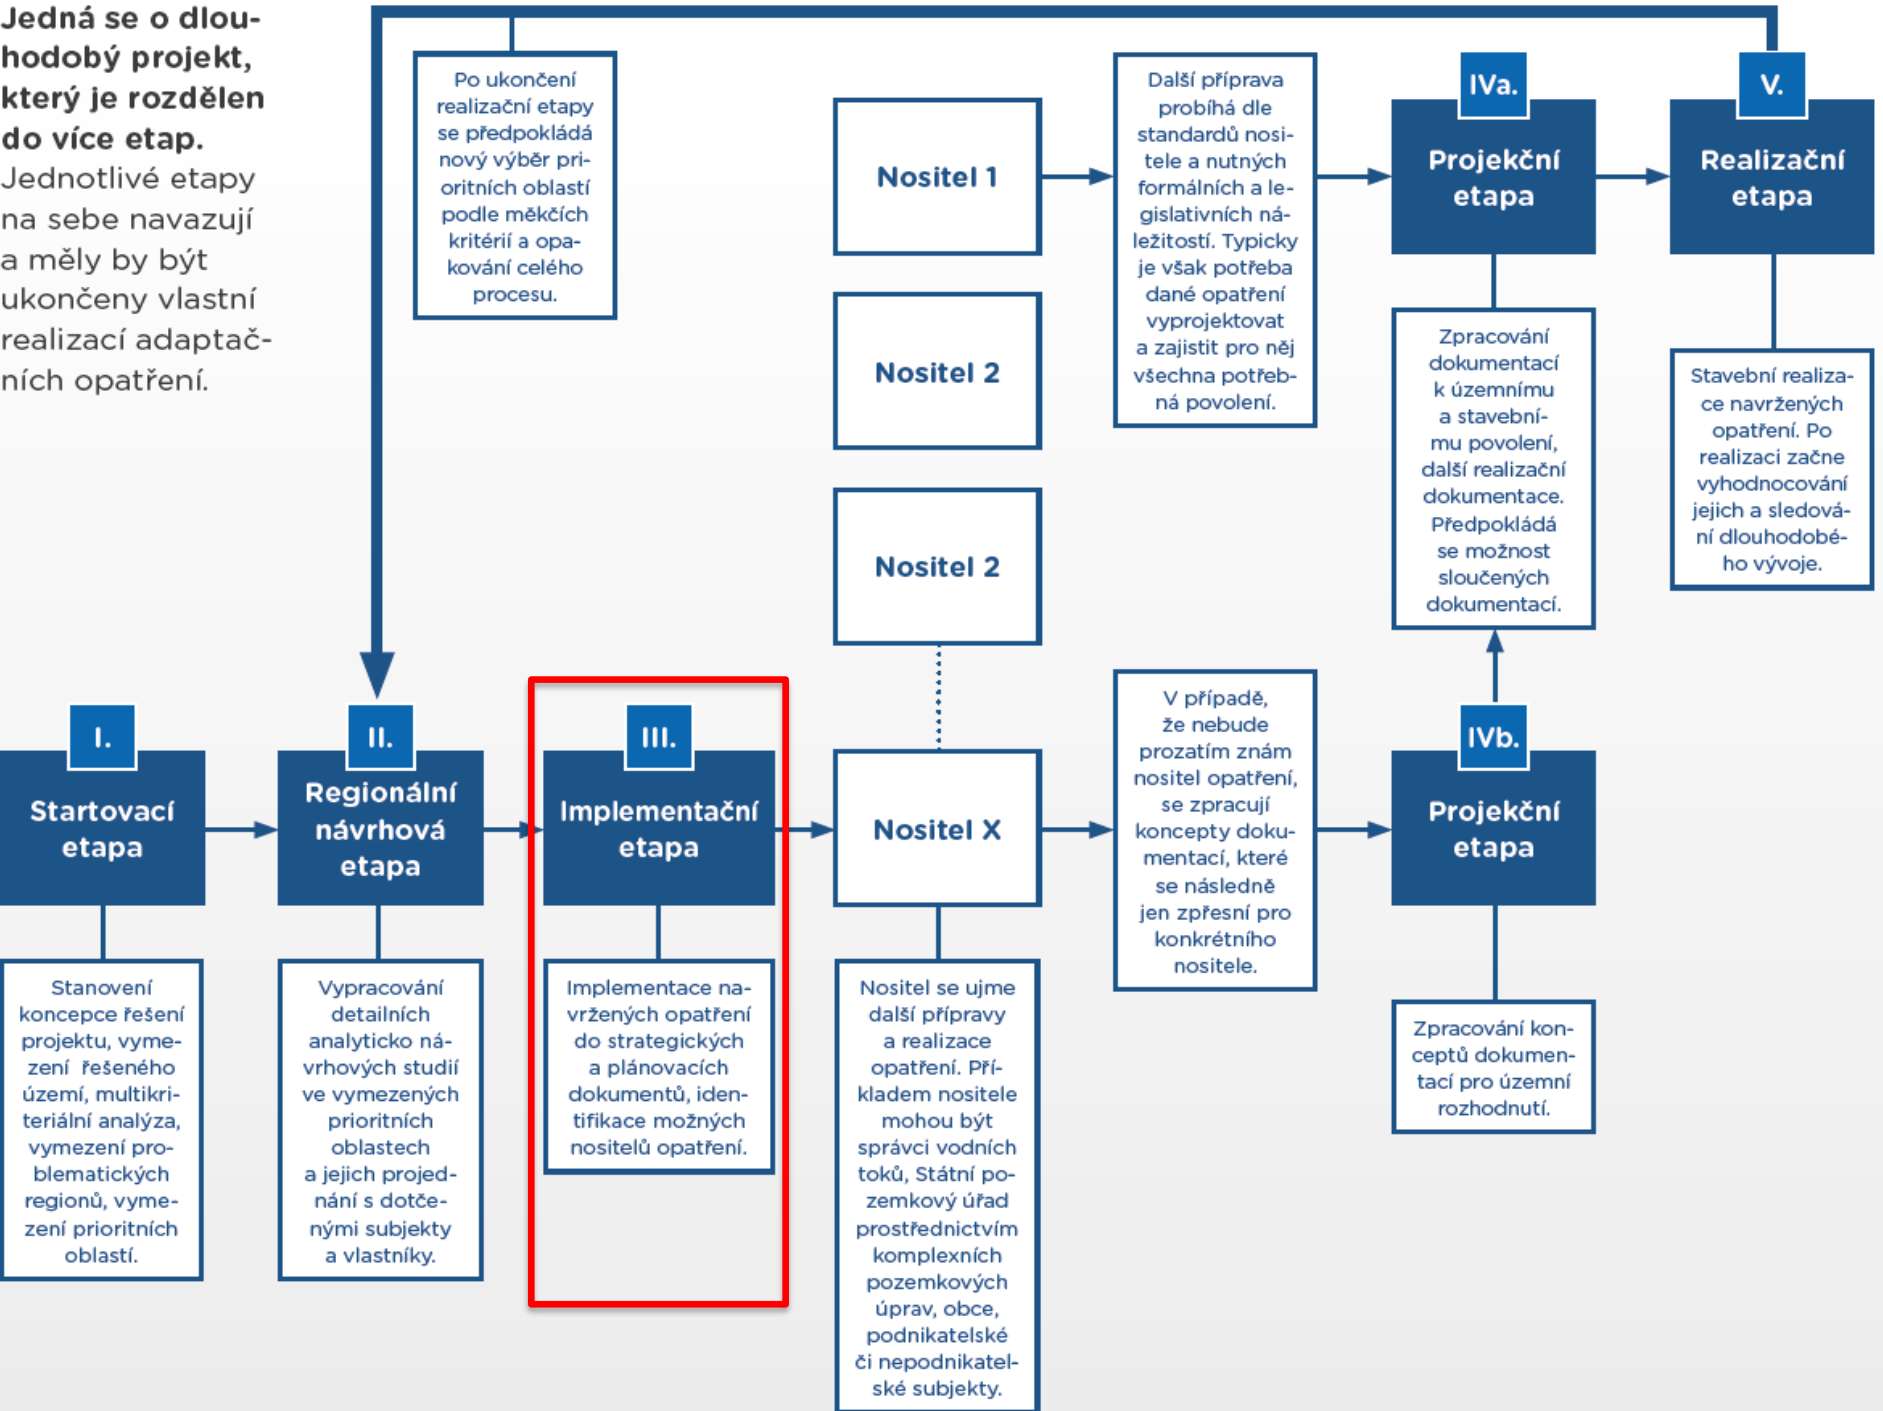 Jedná se o dlou-
hodobý projekt,
který je rozdělen
do více etap.
Jednotlivé etapy
na sebe navazují
a měly by být
ukončeny vlastní
realizací adaptač-
ních opatření.
Po ukončení
realizační etapy
se předpokládá
nový výběr pri-
oritních oblastí
podle měkčích
kritérií a opa-
kování celého
procesu.
Nositel 1
Další příprava
probíhá dle
standardů nosi-
tele a nutných
formálních a le-
gislativních ná-
ležitostí. Typicky
je však potřeba
dané opatření
vyprojektovat
a zajistit pro něj
všechna potřeb-
ná povolení.
IVa.
Projekční
etapa
V.
Realizační
etapa
Nositel 2
Zpracování
dokumentací
k územnímu
a stavební-
mu povolení,
další realizační
dokumentace.
Předpokládá
se možnost
sloučených
dokumentací.
Stavební realiza-
ce navržených
opatření. Po
realizaci začne
vyhodnocování
jejich a sledová-
ní dlouhodobé-
ho vývoje.
Nositel 2
I.
Startovací
etapa
II.
Regionální
návrhová
etapa
III.
Implementační
etapa
Nositel X
V případě,
že nebude
prozatím znám
nositel opatření,
se zpracují
koncepty doku-
mentací, které
se následně
jen zpřesní pro
konkrétního
nositele.
IVb.
Projekční
etapa
Stanovení
koncepce řešení
projektu, vyme-
zení řešeného
území, multikri-
teriální analýza,
vymezení pro-
blematických
regionů, vyme-
zení prioritních
oblastí.
Vypracování
detailních
analyticko ná-
vrhových studií
ve vymezených
prioritních
oblastech
a jejich projed-
nání s dotče-
nými subjekty
a vlastníky.
Implementace na-
vržených opatření
do strategických
a plánovacích
dokumentů, iden-
tifikace možných
nositelů opatření.
Nositel se ujme
další přípravy
a realizace
opatření. Pří-
kladem nositele
mohou být
správci vodních
toků, Státní po-
zemkový úřad
prostřednictvím
komplexních
pozemkových
úprav, obce,
podnikatelské
či nepodnikatel-
ské subjekty.
Zpracování kon-
ceptů dokumen-
tací pro územní
rozhodnutí.